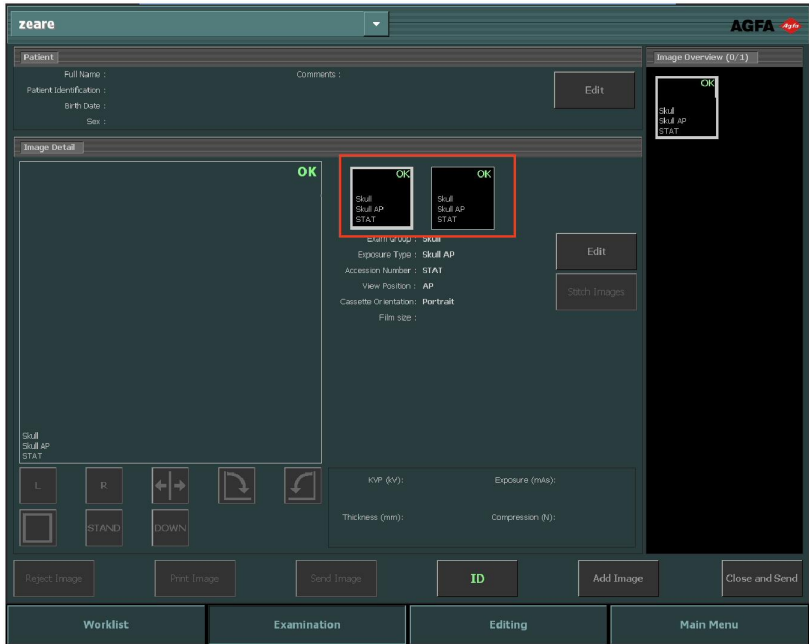 zeare
AGFA
Agfa
Patient
Full Name :
Comments :
Patient Identification :
Birth Date :
Sex :
Edit
Image Overview (0/1)
OK
Skull
Skull AP
STAT
Image Detail
OK
Skull
Skull AP
STAT
OK
Skull
Skull AP
STAT
OK
Skull
Skull AP
STAT
Exam Group : Skull
Exposure Type : Skull AP
Accession Number : STAT
View Position : AP
Cassette Orientation: Portrait
Film size :
Edit
Stitch Images
L
R
STAND
DOWN
KVP (kV):
Exposure (mAs):
Thickness (mm):
Compression (N):
Reject Image
Print Image
Send Image
ID
Add Image
Close and Send
Worklist
Examination
Editing
Main Menu